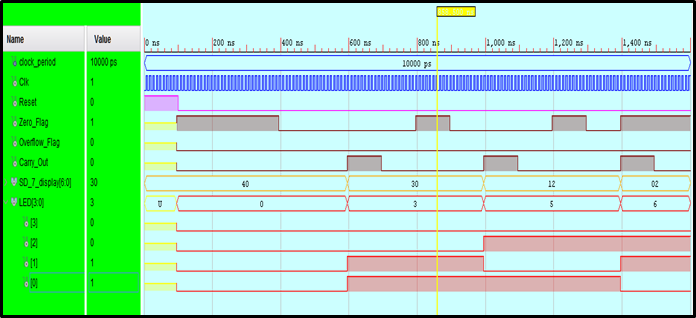 Name Value 0 ns 200 ns 400 ns 600 ns 800 ns 1,000 ns 1,200 ns 1,400 ns
clock_period 10000 ps 10000 ps
Clk 1
Reset 0
Zero_Flag 1
Overflow_Flag 0
Carry_Out 0
SD_7_display[6:0] 30 40 30 12 02
LED[3:0] 3 U 0 3 5 6
[3] 0
[2] 0
[1] 1
[0] 1